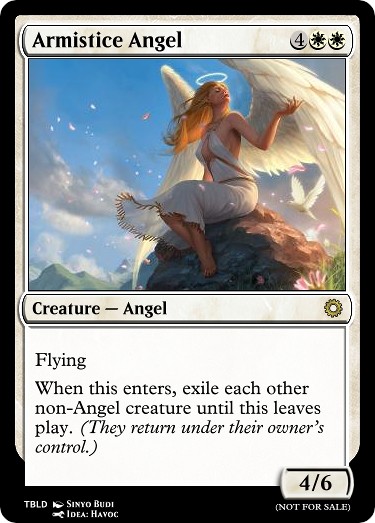 Armistice Angel 4
Creature — Angel
Flying
When this enters, exile each other
non-Angel creature until this leaves
play. (They return under their owner's
control.)
4/6
TBLD Sinyo Budi
Idea: Havoc
(NOT FOR SALE)